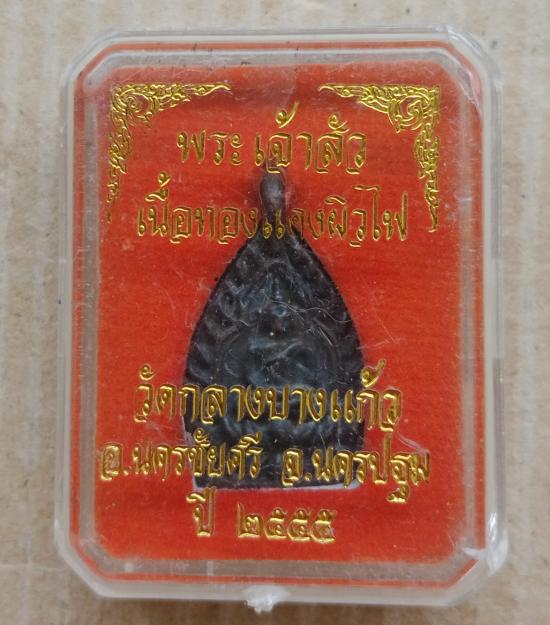 พระเจ้าสัว
เนื้อทองแดงผิวไฟ
วัดกลางบางแก้ว
อ.นครชัยศรี จ.นครปฐม
ปี ๒๕๕๕